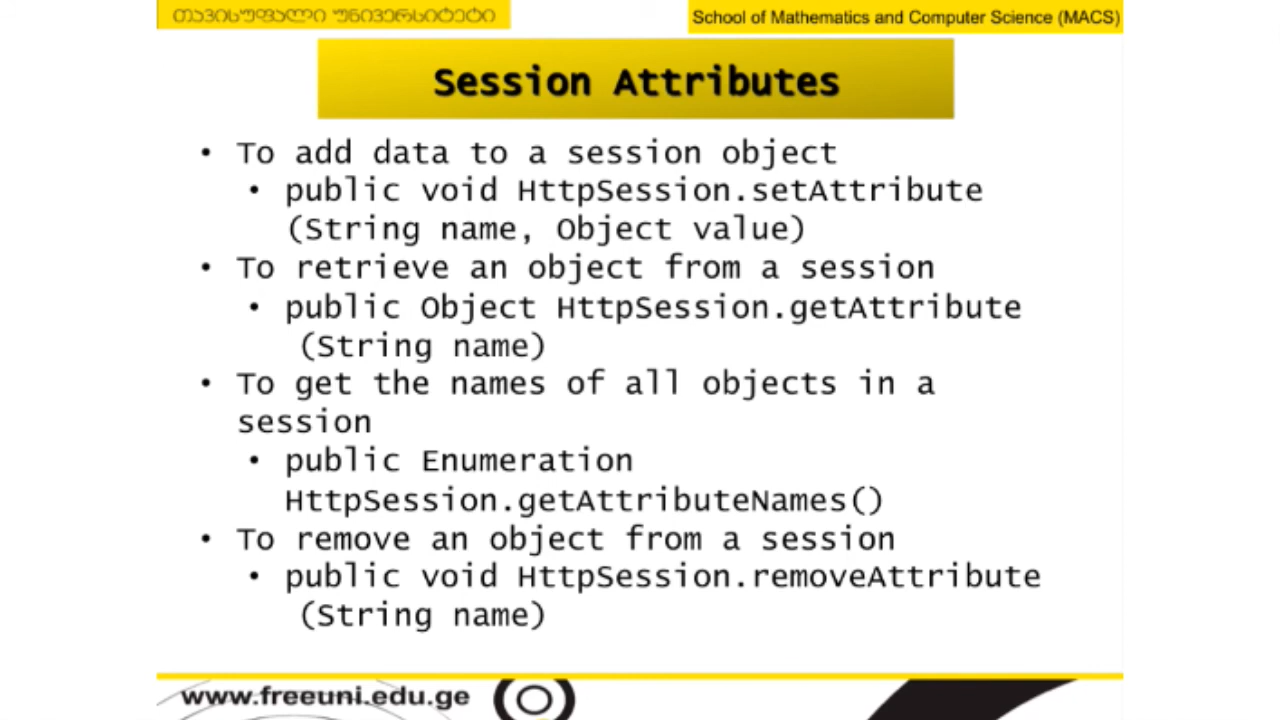 თავისუფალი უნივერსიტეტი
School of Mathematics and Computer Science (MACS)
Session Attributes
• To add data to a session object
• public void HttpSession.setAttribute
(String name, Object value)
• To retrieve an object from a session
• public Object HttpSession.getAttribute
(String name)
• To get the names of all objects in a
session
• public Enumeration
HttpSession.getAttributeNames()
• To remove an object from a session
• public void HttpSession.removeAttribute
(String name)
www.freeuni.edu.ge